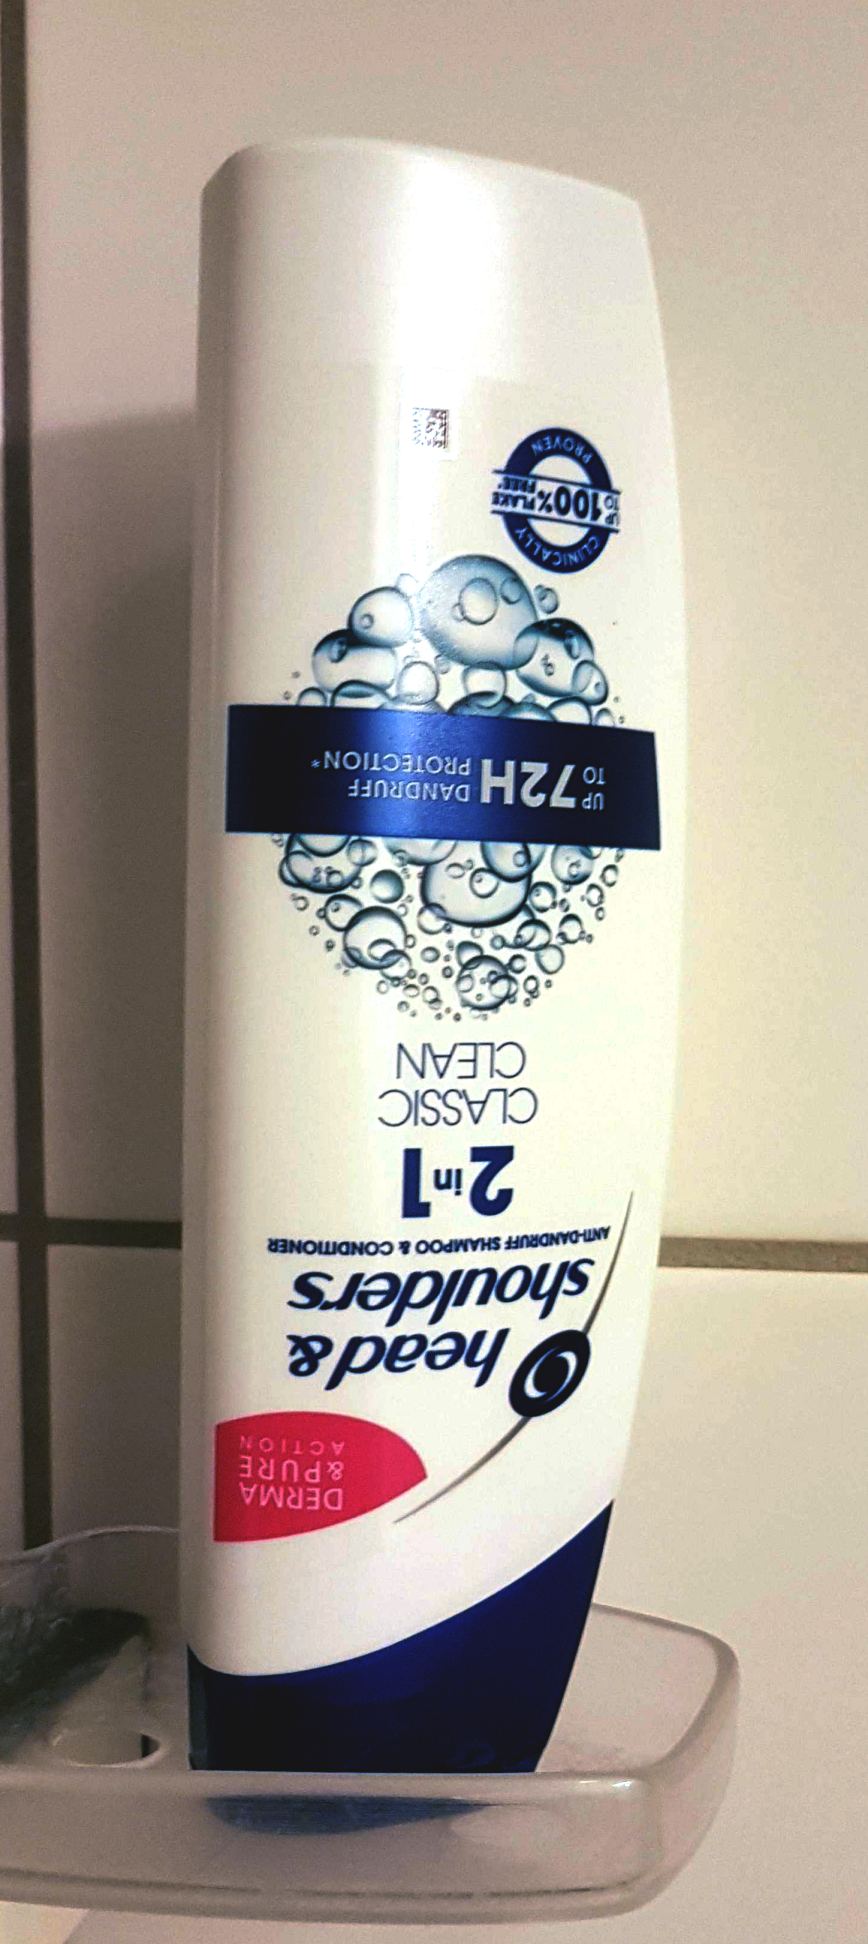 DERMA
& PURE
ACTION
head &
shoulders
ANTI-DANDRUFF SHAMPOO & CONDITIONER
2in1
CLASSIC
CLEAN
UP TO 72H DANDRUFF PROTECTION*
CLINICALLY
UP TO 100% FLAKE FREE*
PROVEN